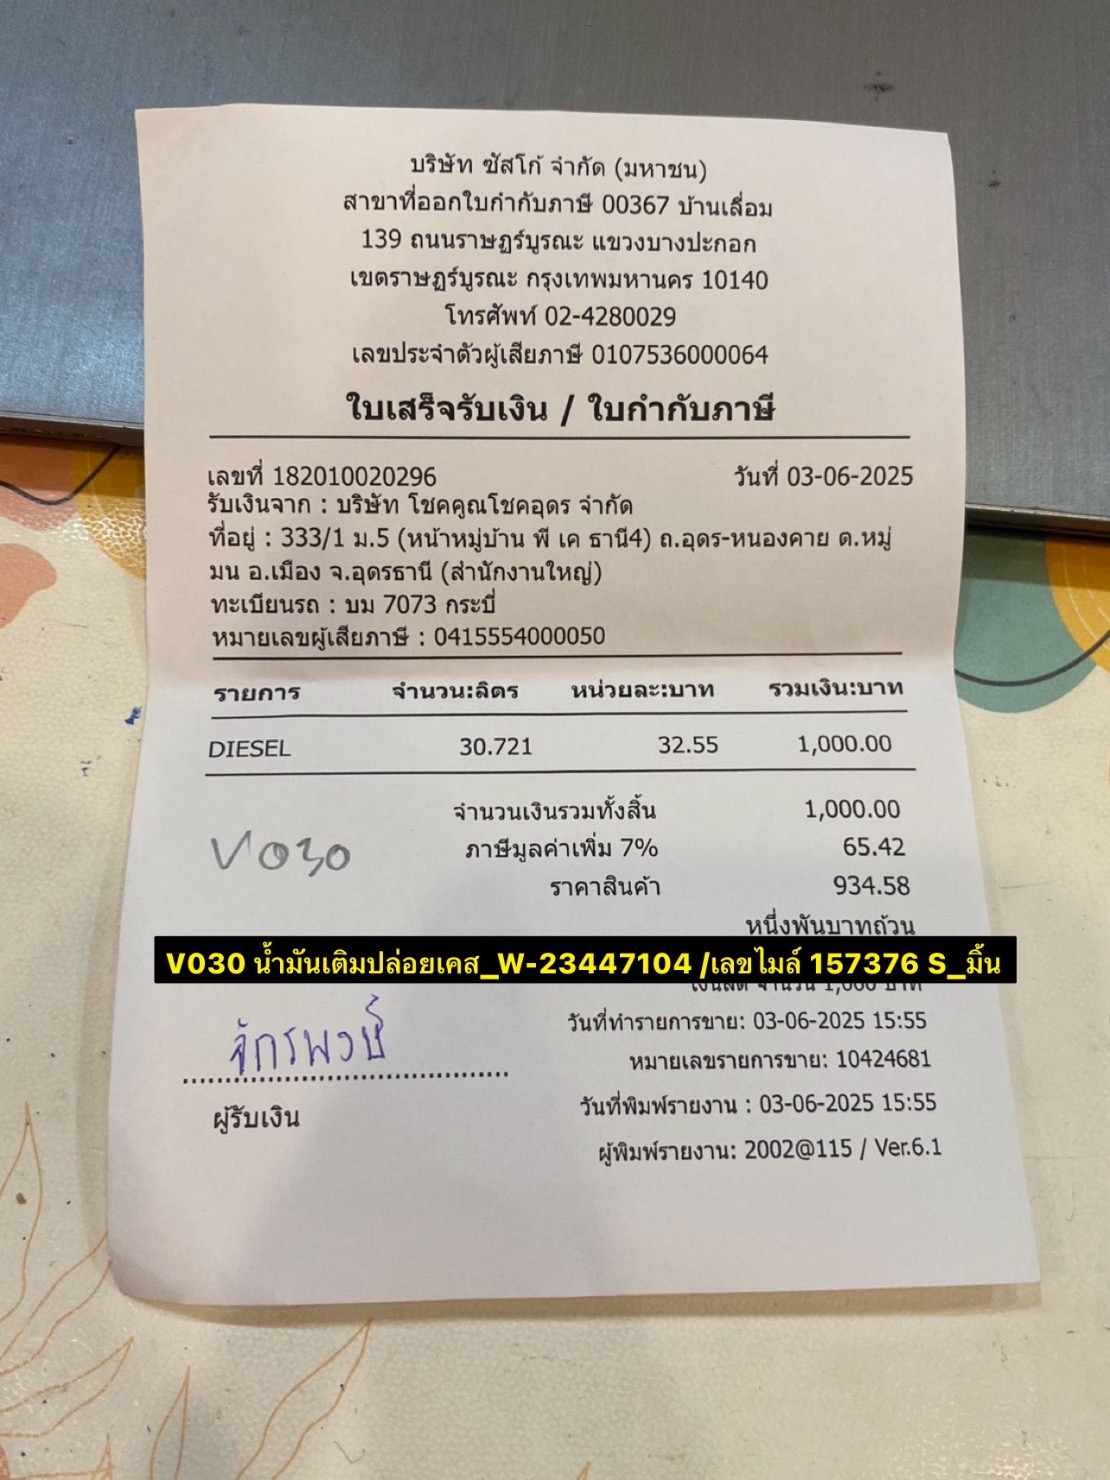 บริษัท ซัสโก้ จำกัด (มหาชน)
สาขาที่ออกใบกำกับภาษี 00367 บ้านเลื่อม
139 ถนนราษฎร์บูรณะ แขวงบางปะกอก
เขตราษฎร์บูรณะ กรุงเทพมหานคร 10140
โทรศัพท์ 02-4280029
เลขประจำตัวผู้เสียภาษี 0107536000064
ใบเสร็จรับเงิน / ใบกำกับภาษี
เลขที่ 182010020296 วันที่ 03-06-2025
รับเงินจาก : บริษัท โชคคูณโชคอุดร จำกัด
ที่อยู่ : 333/1 ม.5 (หน้าหมู่บ้าน พี เค ธานี4) ถ.อุดร-หนองคาย ต.หมู่
มน อ.เมือง จ.อุดรธานี (สำนักงานใหญ่)
ทะเบียนรถ : บม 7073 กระบี่
หมายเลขผู้เสียภาษี : 0415554000050
รายการ จำนวน:ลิตร หน่วยละ:บาท รวมเงิน:บาท
DIESEL 30.721 32.55 1,000.00
จำนวนเงินรวมทั้งสิ้น 1,000.00
V030 ภาษีมูลค่าเพิ่ม 7% 65.42
ราคาสินค้า 934.58
หนึ่งพันบาทถ้วน
V030 น้ำมันเติมปล่อยเคส_W-23447104 /เลขไมล์ 157376 S_มิ้น
เงินสด จำนวน 1,000 บาท
วันที่ทำรายการขาย: 03-06-2025 15:55
จักรพงษ์
หมายเลขรายการขาย: 10424681
ผู้รับเงิน
วันที่พิมพ์รายงาน : 03-06-2025 15:55
ผู้พิมพ์รายงาน: 2002@115 / Ver.6.1